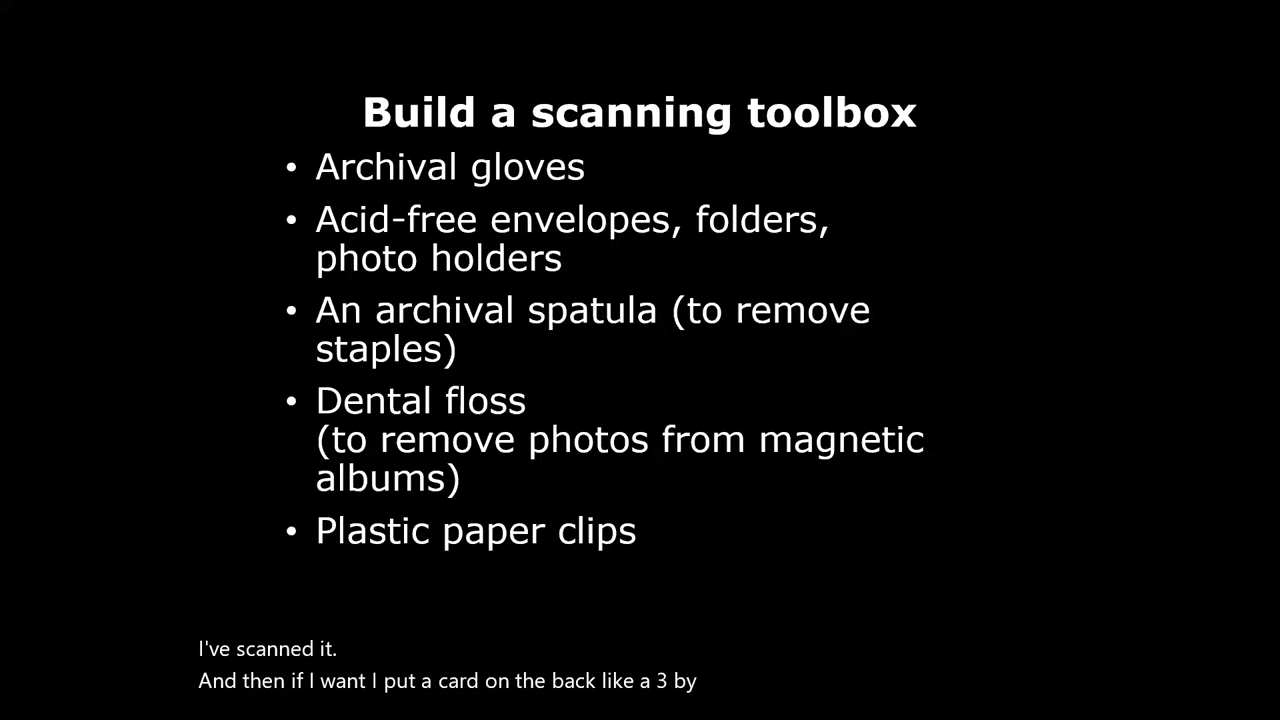 Build a scanning toolbox
• Archival gloves
• Acid-free envelopes, folders,
photo holders
• An archival spatula (to remove
staples)
• Dental floss
(to remove photos from magnetic
albums)
• Plastic paper clips
I've scanned it.
And then if I want I put a card on the back like a 3 by